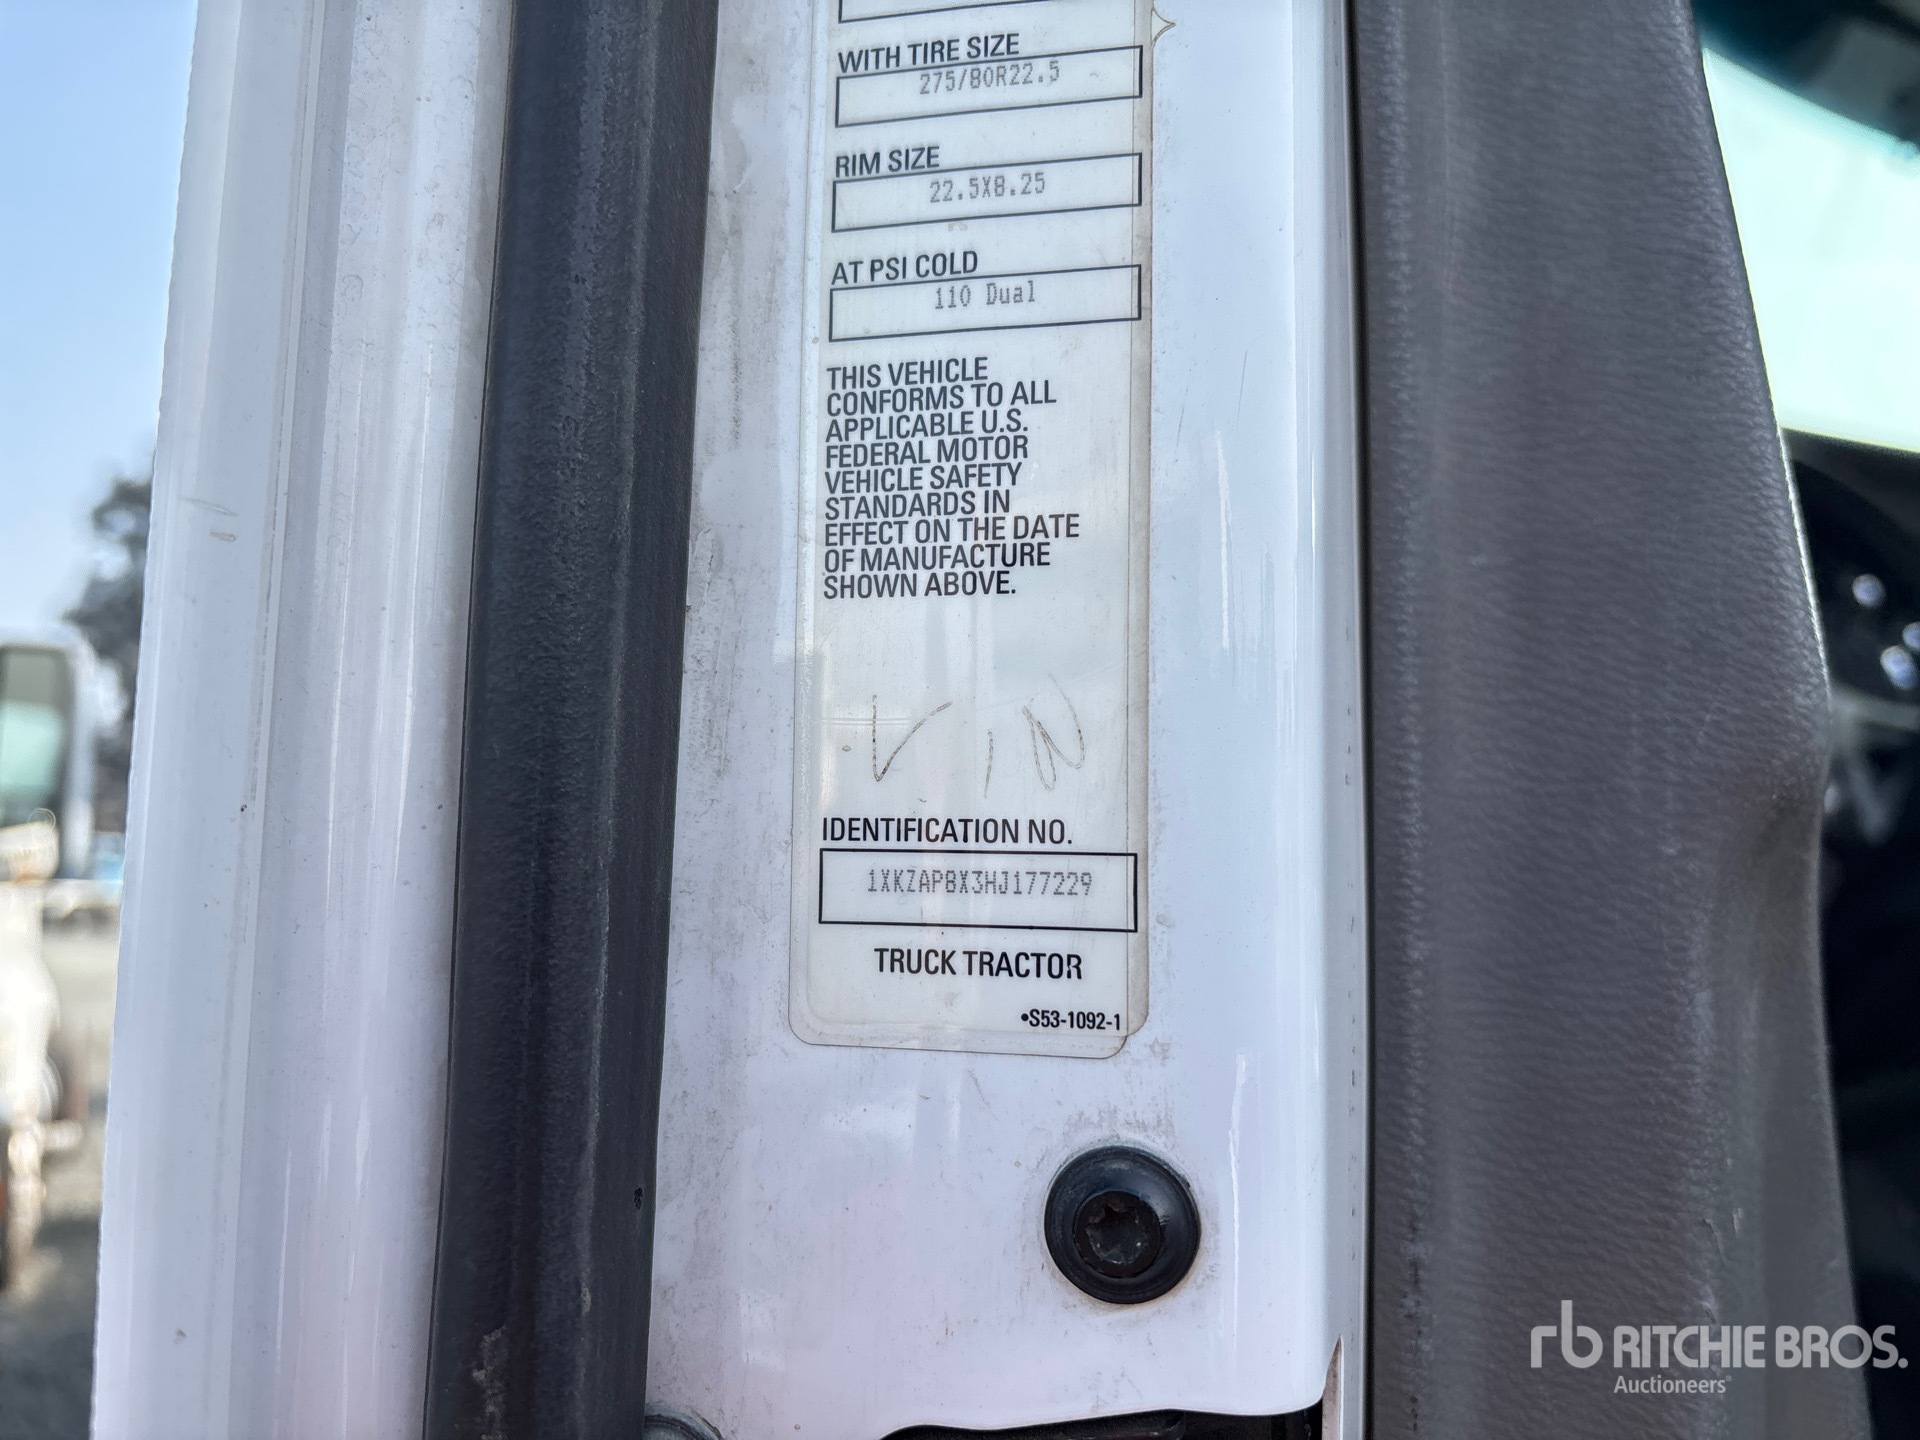 WITH TIRE SIZE
275/80R22.5
RIM SIZE
22.5X8.25
AT PSI COLD
110 Dual
THIS VEHICLE
CONFORMS TO ALL
APPLICABLE U.S.
FEDERAL MOTOR
VEHICLE SAFETY
STANDARDS IN
EFFECT ON THE DATE
OF MANUFACTURE
SHOWN ABOVE.
VIN
IDENTIFICATION NO.
1XKZAP8X3HJ177229
TRUCK TRACTOR
•S53-1092-1
rb RITCHIE BROS.
Auctioneers